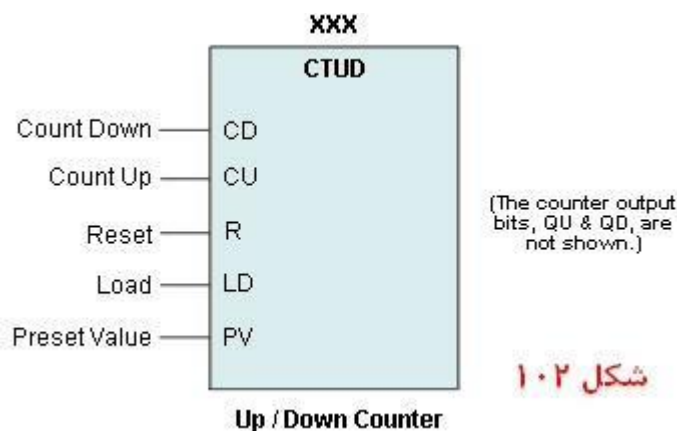 XXX
CTUD
Count Down CD
Count Up CU
Reset R
Load LD
Preset Value PV
(The counter output
bits, QU & QD, are
not shown.)
شکل ۱۰۲
Up / Down Counter